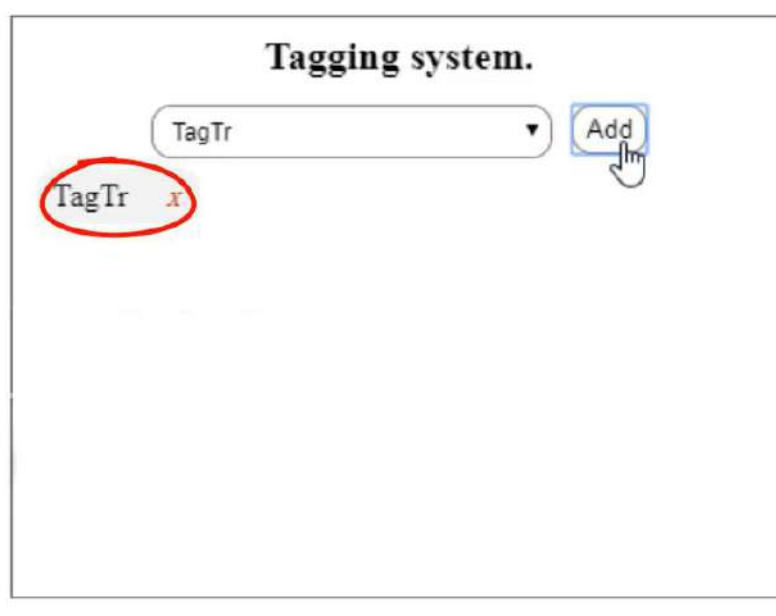 Tagging system.
TagTr ▼ Add
TagTr x